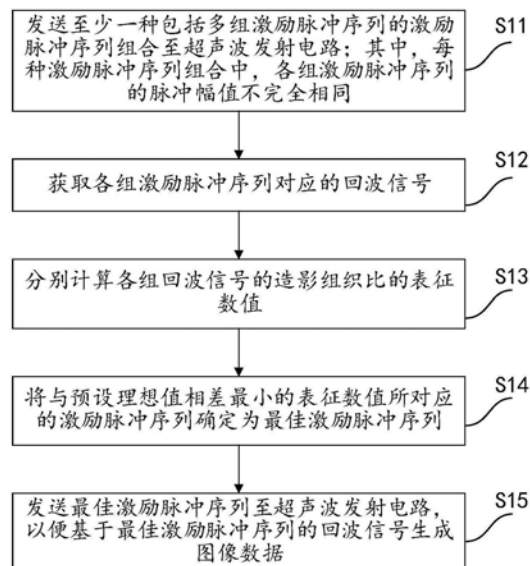 发送至少一种包括多组激励脉冲序列的激励
脉冲序列组合至超声波发射电路；其中，每
种激励脉冲序列组合中，各组激励脉冲序列
的脉冲幅值不完全相同
S11
获取各组激励脉冲序列对应的回波信号
S12
分别计算各组回波信号的造影组织比的表征
数值
S13
将与预设理想值相差最小的表征数值所对应
的激励脉冲序列确定为最佳激励脉冲序列
S14
发送最佳激励脉冲序列至超声波发射电路，
以便基于最佳激励脉冲序列的回波信号生成
图像数据
S15